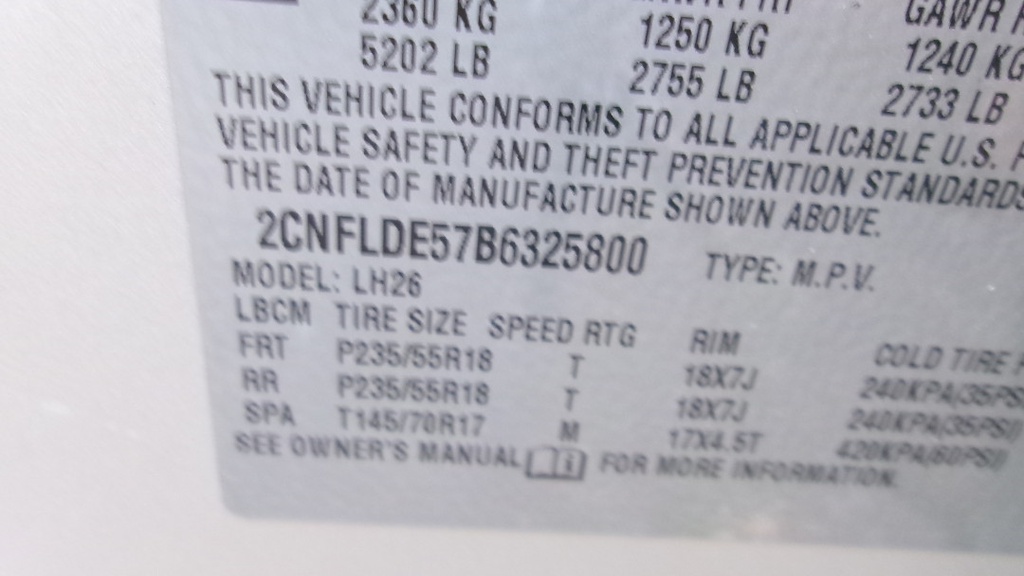 2360 KG GAWR
5202 LB 1250 KG 1240 KG
2755 LB 2733 LB
THIS VEHICLE CONFORMS TO ALL APPLICABLE U.S.
VEHICLE SAFETY AND THEFT PREVENTION STANDARDS
THE DATE OF MANUFACTURE SHOWN ABOVE.
2CNFLDE57B6325800 TYPE: M.P.V.
MODEL: LH26
LBCM TIRE SIZE SPEED RTG RIM COLD TIRE
FRT P235/55R18 T 18X7J 240KPA/35PSI
RR P235/55R18 T 18X7J 240KPA(35PSI)
SPA T145/70R17 M 17X4.5T 420KPA(60PSI)
SEE OWNER'S MANUAL FOR MORE INFORMATION.